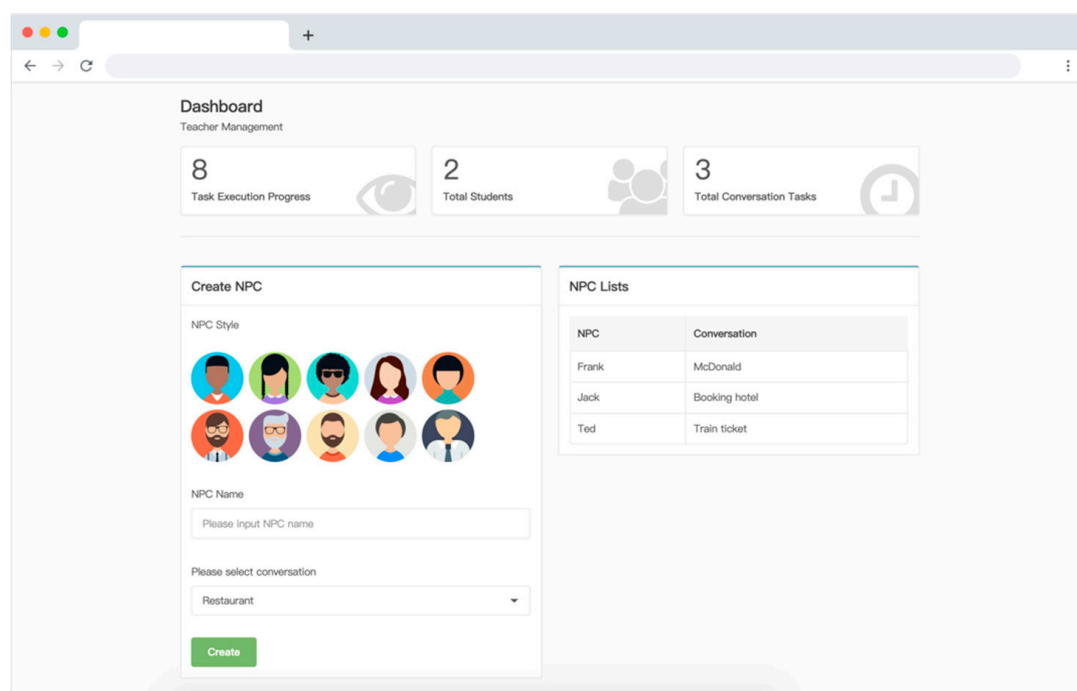 Dashboard
Teacher Management
8
Task Execution Progress
2
Total Students
3
Total Conversation Tasks
Create NPC
NPC Style
NPC Name
Please input NPC name
Please select conversation
Restaurant
Create
NPC Lists
NPC Conversation
Frank McDonald
Jack Booking hotel
Ted Train ticket